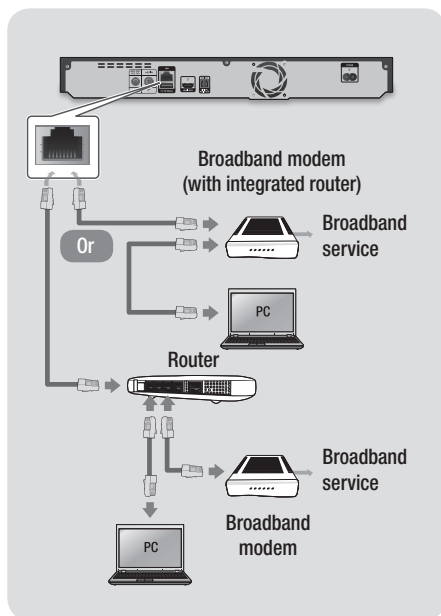 Broadband modem
(with integrated router)
Or
Broadband
service
PC
Router
Broadband
service
Broadband
modem
PC